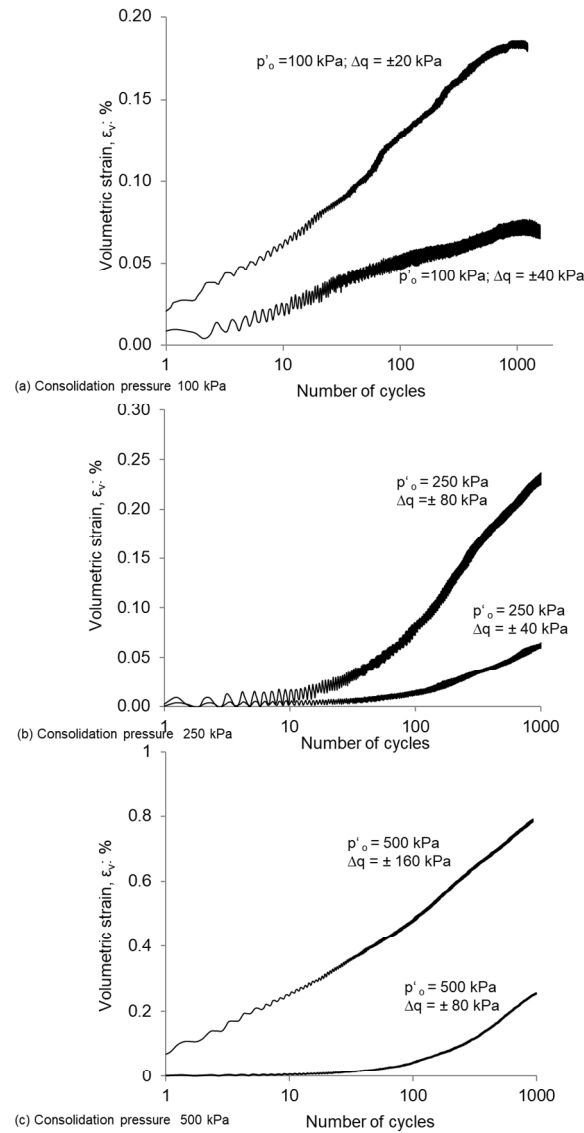 0.20
0.15
0.10
0.05
0.00
Volumetric strain, εv: %
p'o =100 kPa; Δq = ±20 kPa
p'o =100 kPa; Δq = ±40 kPa
1
10
100
1000
Number of cycles
(a) Consolidation pressure 100 kPa
0.30
0.25
0.20
0.15
0.10
0.05
0.00
Volumetric strain, εv: %
p'o = 250 kPa
Δq =± 80 kPa
p'o = 250 kPa
Δq = ± 40 kPa
1
10
100
1000
Number of cycles
(b) Consolidation pressure 250 kPa
1
0.8
0.6
0.4
0.2
0
Volumetric strain, εv: %
p'o = 500 kPa
Δq = ± 160 kPa
p'o = 500 kPa
Δq = ± 80 kPa
1
10
100
1000
Number of cycles
(c) Consolidation pressure 500 kPa